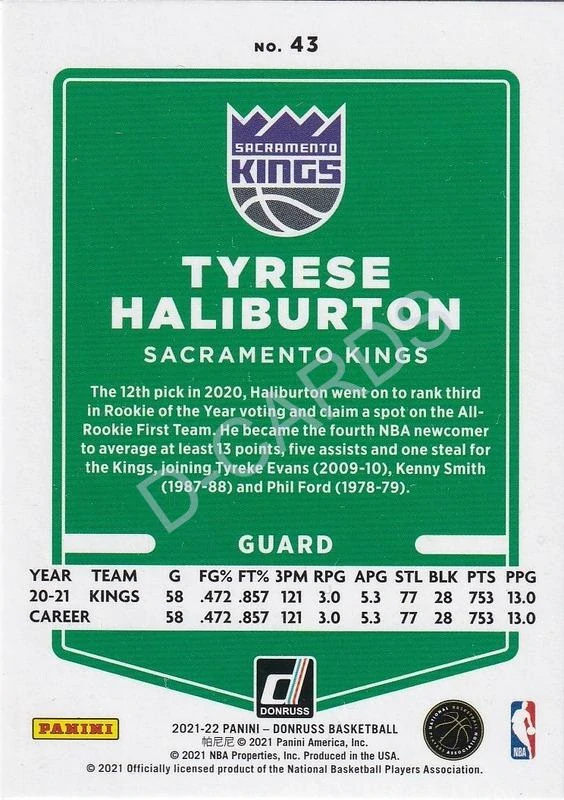 NO. 43
SACRAMENTO
KINGS
TYRESE
HALIBURTON
SACRAMENTO KINGS
The 12th pick in 2020, Haliburton went on to rank third
in Rookie of the Year voting and claim a spot on the All-
Rookie First Team. He became the fourth NBA newcomer
to average at least 13 points, five assists and one steal for
the Kings, joining Tyreke Evans (2009-10), Kenny Smith
(1987-88) and Phil Ford (1978-79).
D-CARDS
GUARD
YEAR TEAM G FG% FT% 3PM RPG APG STL BLK PTS PPG
20-21 KINGS 58 .472 .857 121 3.0 5.3 77 28 753 13.0
CAREER 58 .472 .857 121 3.0 5.3 77 28 753 13.0
DONRUSS
PANINI
2021-22 PANINI – DONRUSS BASKETBALL
帕尼尼 © 2021 Panini America, Inc.
© 2021 NBA Properties, Inc. Produced in the USA.
© 2021 Officially licensed product of the National Basketball Players Association.
NATIONAL BASKETBALL
PLAYERS ASSOCIATION
NBA